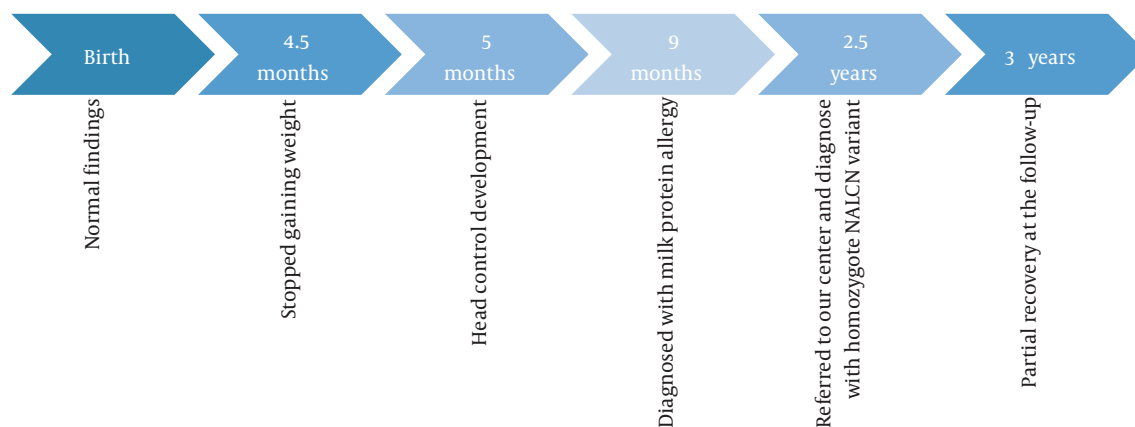 Birth
4.5
months
5
months
9
months
2.5
years
3 years
Normal findings
Stopped gaining weight
Head control development
Diagnosed with milk protein allergy
Referred to our center and diagnose
with homozygote NALCN variant
Partial recovery at the follow-up